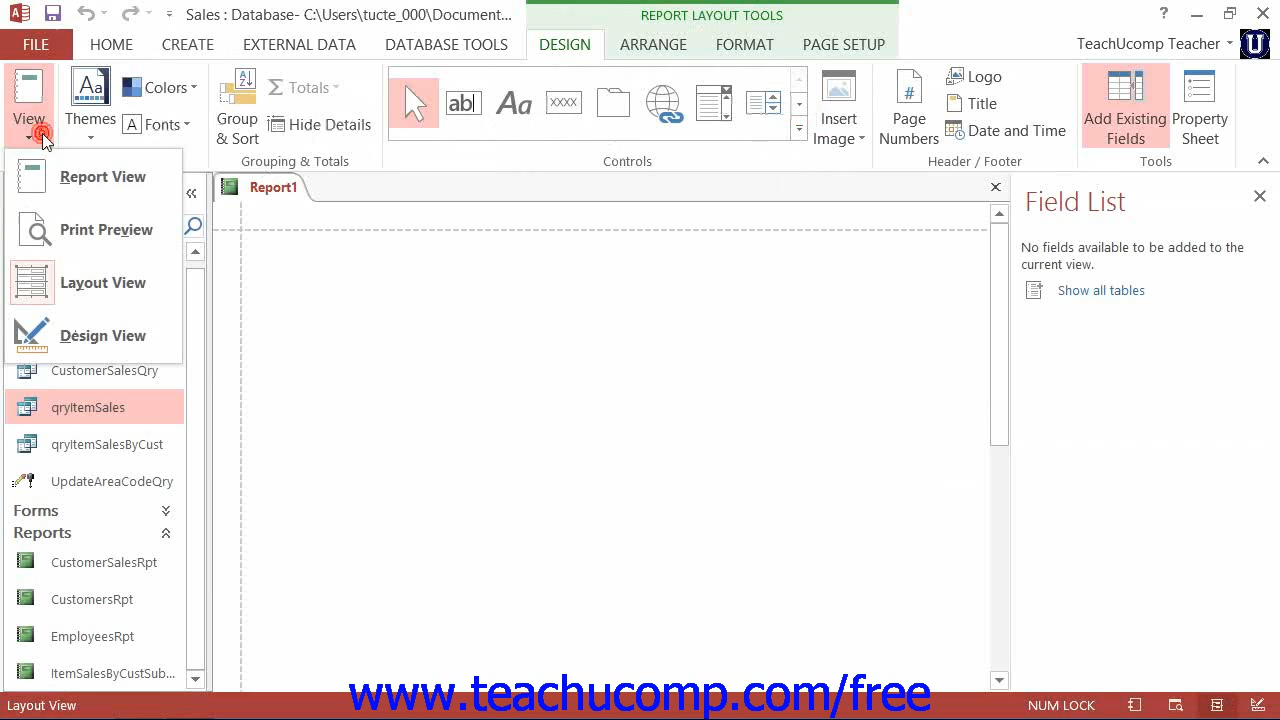 Sales : Database- C:\Users\tucte_000\Document...
REPORT LAYOUT TOOLS
?
FILE
HOME
CREATE
EXTERNAL DATA
DATABASE TOOLS
DESIGN
ARRANGE
FORMAT
PAGE SETUP
TeachUcomp Teacher
U
View
Aa
Themes
Colors
A Fonts
Group
& Sort
Totals
Hide Details
Grouping & Totals
ab
Aa
XXXX
Controls
Insert
Image
Page
Numbers
Logo
Title
Date and Time
Header / Footer
Add Existing
Fields
Property
Sheet
Tools
Report View
Print Preview
Layout View
Design View
CustomerSalesQry
qryItemSales
qryItemSalesByCust
UpdateAreaCodeQry
Forms
Reports
CustomerSalesRpt
CustomersRpt
EmployeesRpt
ItemSalesByCustSub...
Report1
Field List
No fields available to be added to the
current view.
Show all tables
www.teachucomp.com/free
Layout View
NUM LOCK